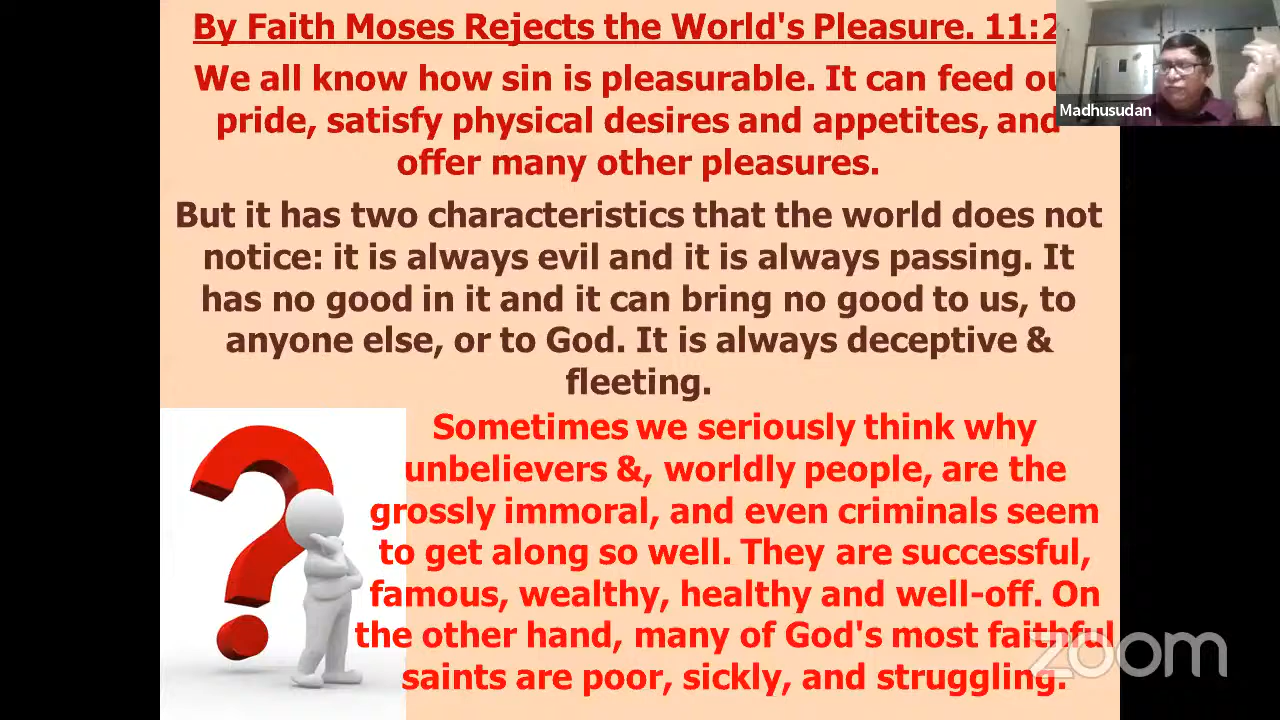 By Faith Moses Rejects the World's Pleasure. 11:2
We all know how sin is pleasurable. It can feed
pride, satisfy physical desires and appetites, and
offer many other pleasures.
But it has two characteristics that the world does not
notice: it is always evil and it is always passing. It
has no good in it and it can bring no good to us, to
anyone else, or to God. It is always deceptive &
fleeting.
Sometimes we seriously think why
unbelievers &, worldly people, are the
grossly immoral, and even criminals seem
to get along so well. They are successful,
famous, wealthy, healthy and well-off. On
the other hand, many of God's most faithful
saints are poor, sickly, and struggling.
Madhusudan
zoom